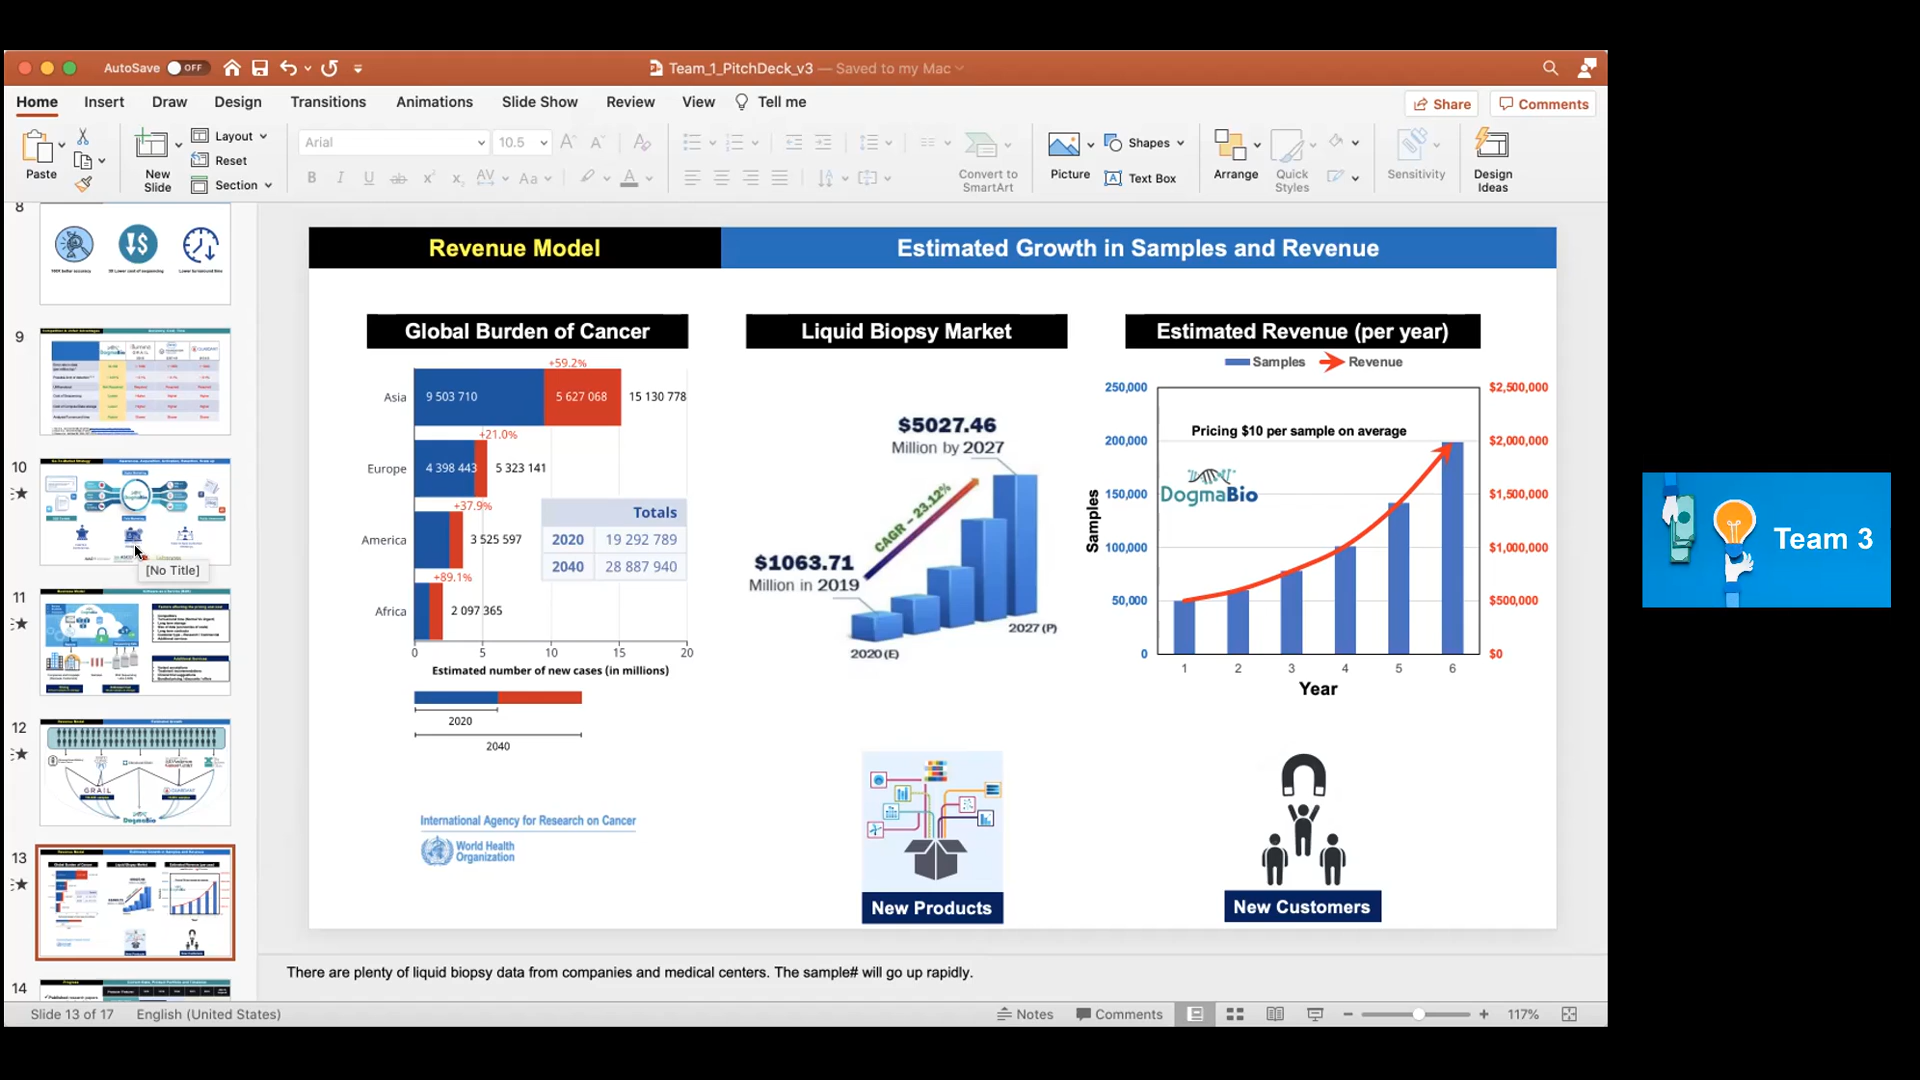 AutoSave OFF
Team_1_PitchDeck_v3 — Saved to my Mac
Home Insert Draw Design Transitions Animations Slide Show Review View Tell me
Share Comments
Paste
New Slide
Layout
Reset
Section
Arial 10.5
Convert to SmartArt
Picture
Shapes
Text Box
Arrange
Quick Styles
Sensitivity
Design Ideas
8
9
10
[No Title]
11
12
13
14
Revenue Model
Estimated Growth in Samples and Revenue
Global Burden of Cancer
+59.2%
Asia 9 503 710 5 627 068 15 130 778
+21.0%
Europe 4 398 443 5 323 141
+37.9%
America 3 525 597
+89.1%
Africa 2 097 365
Totals
2020 19 292 789
2040 28 887 940
0 5 10 15 20
Estimated number of new cases (in millions)
2020
2040
International Agency for Research on Cancer
World Health
Organization
Liquid Biopsy Market
$5027.46
Million by 2027
CAGR – 23.12%
$1063.71
Million in 2019
2027 (P)
2020 (E)
New Products
Estimated Revenue (per year)
Samples Revenue
250,000 $2,500,000
Pricing $10 per sample on average
200,000 $2,000,000
150,000 $1,500,000
DogmaBio
Samples
100,000 $1,000,000
50,000 $500,000
0 $0
1 2 3 4 5 6
Year
New Customers
There are plenty of liquid biopsy data from companies and medical centers. The sample# will go up rapidly.
Slide 13 of 17 English (United States)
Notes Comments 117%
Team 3